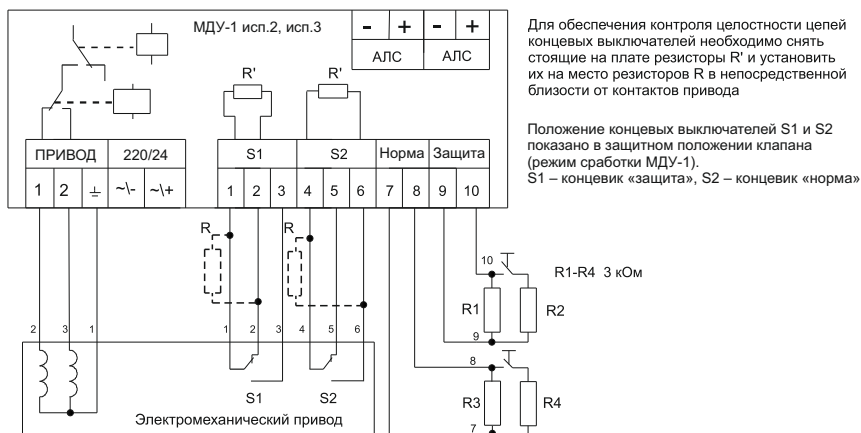 МДУ-1 исп.2, исп.3
- + - +
АЛС АЛС
R' R'
ПРИВОД 220/24 S1 S2 Норма Защита
1 2 ⏚ ~\- ~\+ 1 2 3 4 5 6 7 8 9 10
R R
2 3 1 1 2 3 4 5 6
S1 S2
Электромеханический привод
10
R1 R2
9
8
R3 R4
7
R1-R4 3 кОм
Для обеспечения контроля целостности цепей
концевых выключателей необходимо снять
стоящие на плате резисторы R' и установить
их на место резисторов R в непосредственной
близости от контактов привода
Положение концевых выключателей S1 и S2
показано в защитном положении клапана
(режим сработки МДУ-1).
S1 – концевик «защита», S2 – концевик «норма»